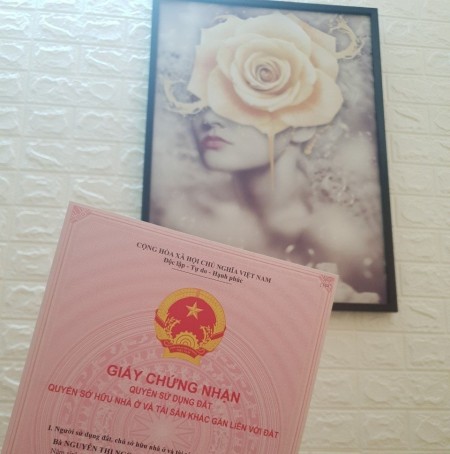 CỘNG HÒA XÃ HỘI CHỦ NGHĨA VIỆT NAM
Độc lập - Tự do - Hạnh phúc
GIẤY CHỨNG NHẬN
QUYỀN SỬ DỤNG ĐẤT
QUYỀN SỞ HỮU NHÀ Ở VÀ TÀI SẢN KHÁC GẮN LIỀN VỚI ĐẤT
I. Người sử dụng đất, chủ sở hữu nhà ở và tài
Bà NGUYỄN THỊ
Năm